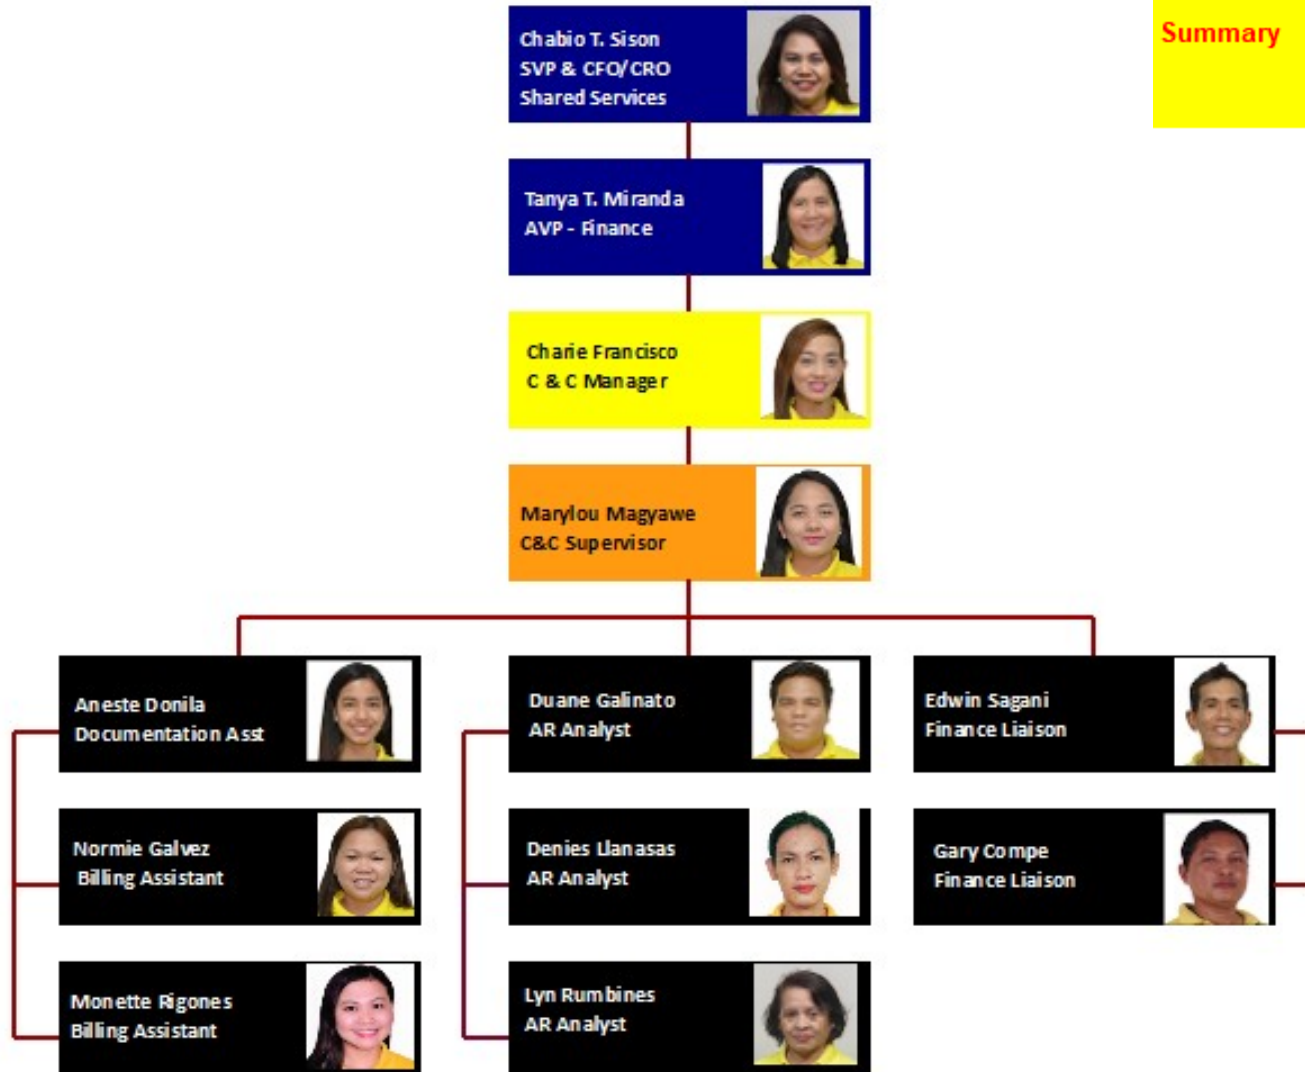 Summary
Chabio T. Sison
SVP & CFO/CRO
Shared Services
Tanya T. Miranda
AVP - Finance
Charie Francisco
C & C Manager
Marylou Magyawe
C&C Supervisor
Aneste Donila
Documentation Asst
Duane Galinato
AR Analyst
Edwin Sagani
Finance Liaison
Normie Galvez
Billing Assistant
Denies Llanasas
AR Analyst
Gary Compe
Finance Liaison
Monette Rigones
Billing Assistant
Lyn Rumbines
AR Analyst